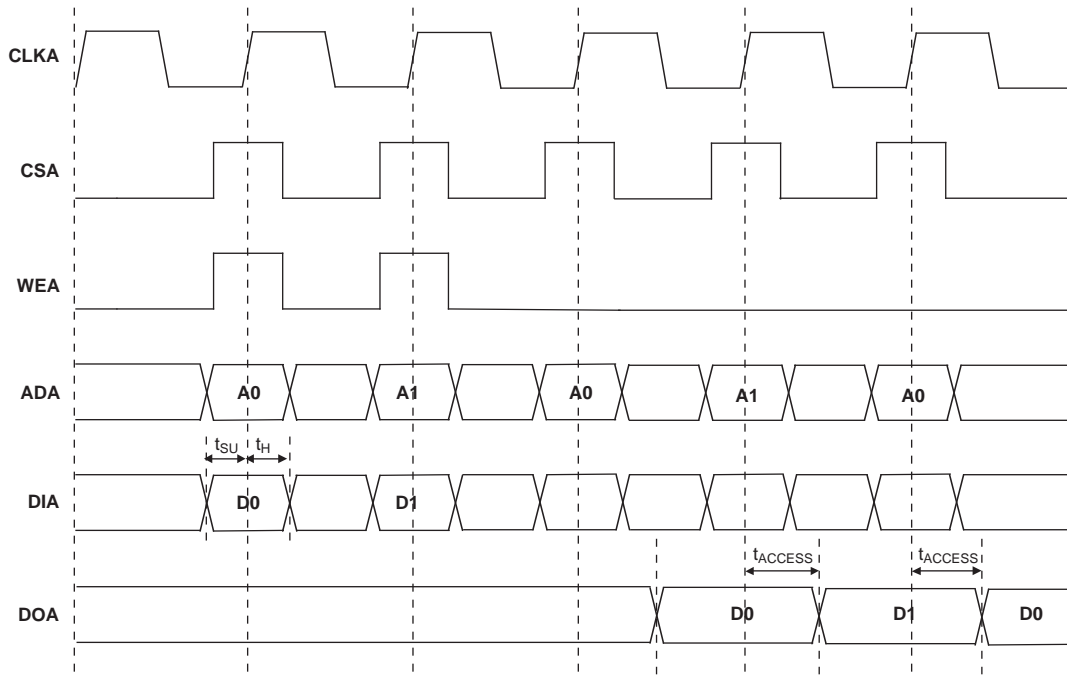 CLKA
CSA
WEA
ADA
A0
A1
A0
A1
A0
tSU
tH
DIA
D0
D1
tACCESS
tACCESS
DOA
D0
D1
D0